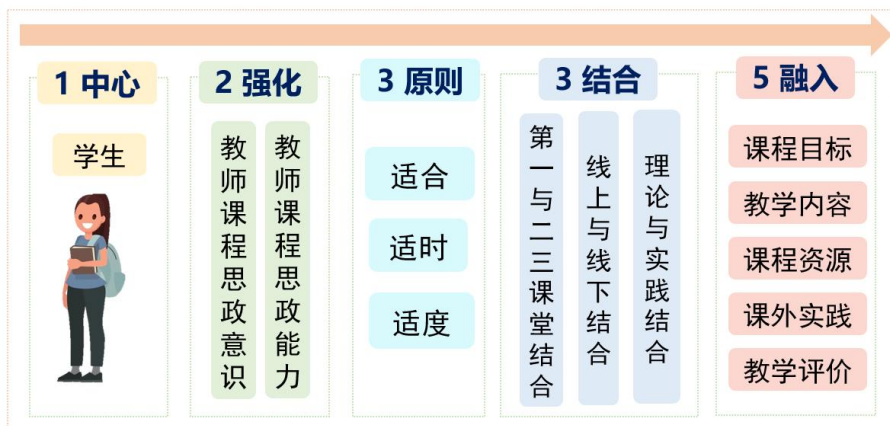 1 中心
学生
2 强化
教师课程思政意识
教师课程思政能力
3 原则
适合
适时
适度
3 结合
第一与二三课堂结合
线上与线下结合
理论与实践结合
5 融入
课程目标
教学内容
课程资源
课外实践
教学评价